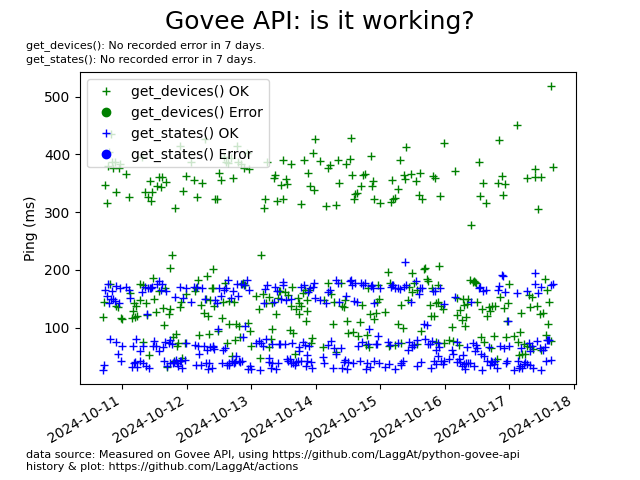 Govee API: is it working?
get_devices(): No recorded error in 7 days.
get_states(): No recorded error in 7 days.
get_devices() OK
get_devices() Error
get_states() OK
get_states() Error
Ping (ms)
500
400
300
200
100
2024-10-11
2024-10-12
2024-10-13
2024-10-14
2024-10-15
2024-10-16
2024-10-17
2024-10-18
data source: Measured on Govee API, using https://github.com/LaggAt/python-govee-api
history & plot: https://github.com/LaggAt/actions